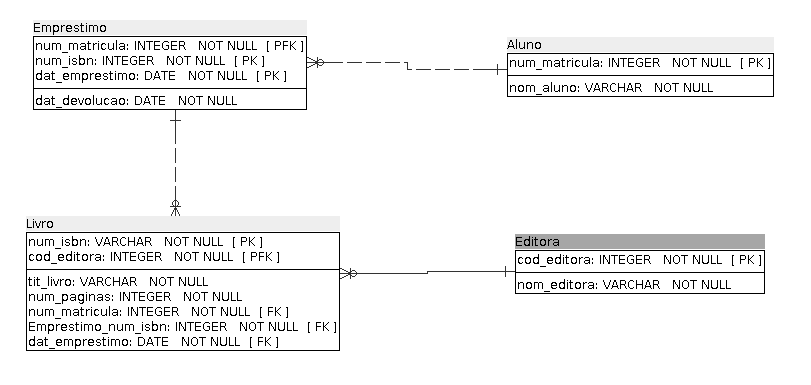 Emprestimo
num_matricula: INTEGER NOT NULL [ PFK ]
num_isbn: INTEGER NOT NULL [ PK ]
dat_emprestimo: DATE NOT NULL [ PK ]
dat_devolucao: DATE NOT NULL
Aluno
num_matricula: INTEGER NOT NULL [ PK ]
nom_aluno: VARCHAR NOT NULL
Livro
num_isbn: VARCHAR NOT NULL [ PK ]
cod_editora: INTEGER NOT NULL [ PFK ]
tit_livro: VARCHAR NOT NULL
num_paginas: INTEGER NOT NULL
num_matricula: INTEGER NOT NULL [ FK ]
Emprestimo_num_isbn: INTEGER NOT NULL [ FK ]
dat_emprestimo: DATE NOT NULL [ FK ]
Editora
cod_editora: INTEGER NOT NULL [ PK ]
nom_editora: VARCHAR NOT NULL